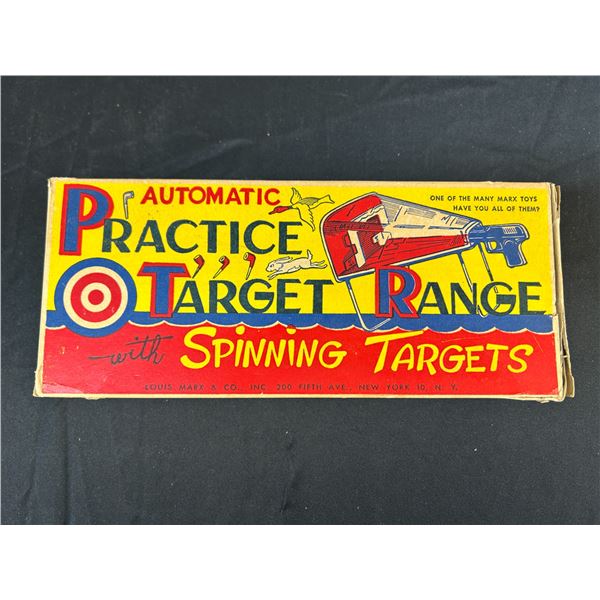 AUTOMATIC
PRACTICE
TARGET RANGE
with SPINNING TARGETS
ONE OF THE MANY MARX TOYS
HAVE YOU ALL OF THEM?
LOUIS MARX & CO., INC. 200 FIFTH AVE., NEW YORK 10, N. Y.